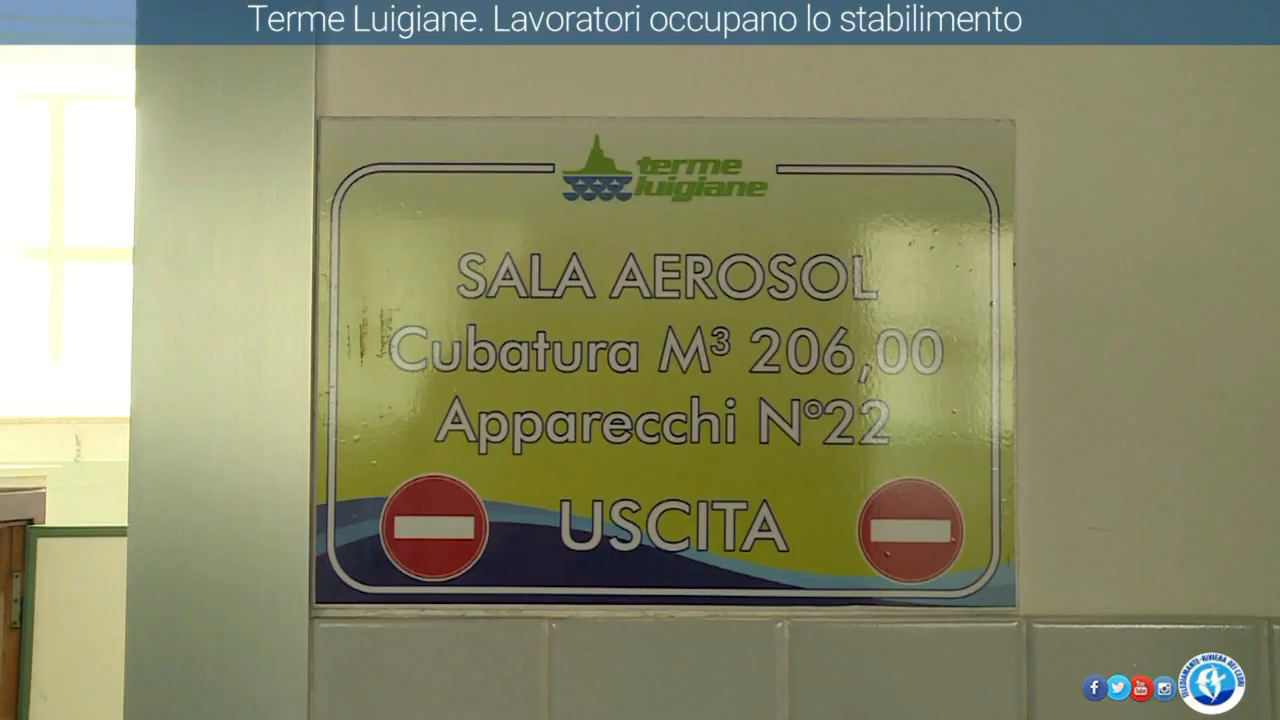 Terme Luigiane. Lavoratori occupano lo stabilimento
terme
luigiane
SALA AEROSOL
Cubatura M³ 206,00
Apparecchi N°22
USCITA